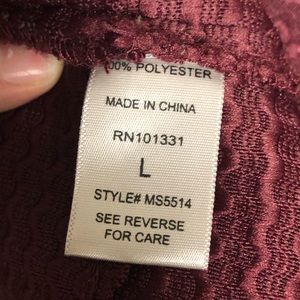 00% POLYESTER
MADE IN CHINA
RN101331
L
STYLE# MS5514
SEE REVERSE
FOR CARE